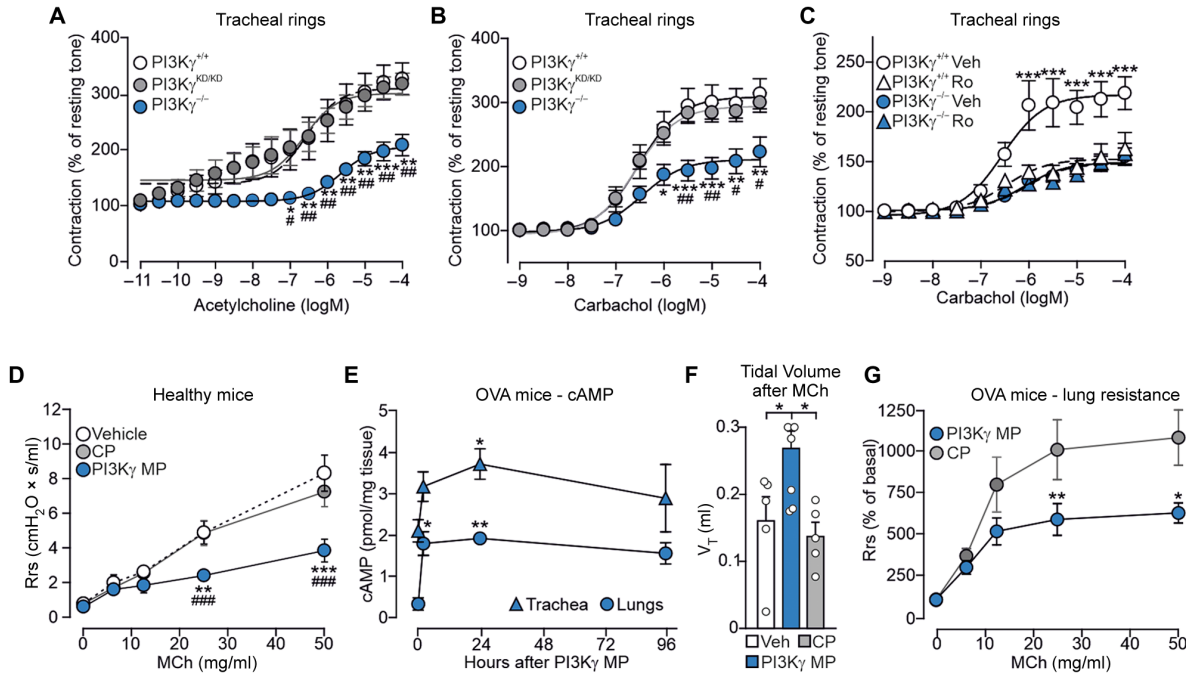 A
Tracheal rings
Contraction (% of resting tone)
400
300
200
100
0
PI3Kγ+/+
PI3KγKD/KD
PI3Kγ−/−
*
#
**
##
**
##
**
##
**
##
***
##
**
##
−11
−10
−9
−8
−7
−6
−5
−4
Acetylcholine (logM)
B
Tracheal rings
Contraction (% of resting tone)
400
300
200
100
PI3Kγ+/+
PI3KγKD/KD
PI3Kγ−/−
*
***
##
***
##
**
#
**
#
−9
−8
−7
−6
−5
−4
Carbachol (logM)
C
Tracheal rings
Contraction (% of resting tone)
250
200
150
100
50
PI3Kγ+/+ Veh
PI3Kγ+/+ Ro
PI3Kγ−/− Veh
PI3Kγ−/− Ro
***
***
***
***
***
−9
−8
−7
−6
−5
−4
Carbachol (logM)
D
Healthy mice
Rrs (cmH2O × s/ml)
12
10
8
6
4
2
0
Vehicle
CP
PI3Kγ MP
**
###
***
###
0
10
20
30
40
50
MCh (mg/ml)
E
OVA mice - cAMP
cAMP (pmol/mg tissue)
5
4
3
2
1
0
*
*
**
Trachea
Lungs
0
24
48
72
96
Hours after PI3Kγ MP
F
Tidal Volume
after MCh
VT (ml)
0.3
0.2
0.1
0
*
*
Veh
CP
PI3Kγ MP
G
OVA mice - lung resistance
Rrs (% of basal)
1250
1000
750
500
250
0
PI3Kγ MP
CP
**
*
0
10
20
30
40
50
MCh (mg/ml)